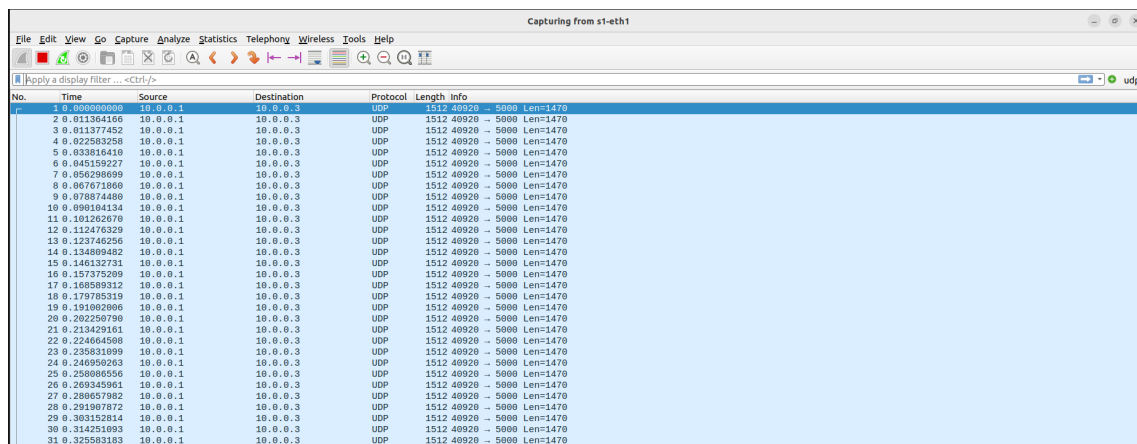 Capturing from s1-eth1
File Edit View Go Capture Analyze Statistics Telephony Wireless Tools Help
Apply a display filter ... <Ctrl-/> udp
No. Time Source Destination Protocol Length Info
1 0.000000000 10.0.0.1 10.0.0.3 UDP 1512 40920 → 5000 Len=1470
2 0.011364166 10.0.0.1 10.0.0.3 UDP 1512 40920 → 5000 Len=1470
3 0.011377452 10.0.0.1 10.0.0.3 UDP 1512 40920 → 5000 Len=1470
4 0.022583258 10.0.0.1 10.0.0.3 UDP 1512 40920 → 5000 Len=1470
5 0.033816410 10.0.0.1 10.0.0.3 UDP 1512 40920 → 5000 Len=1470
6 0.045159227 10.0.0.1 10.0.0.3 UDP 1512 40920 → 5000 Len=1470
7 0.056298699 10.0.0.1 10.0.0.3 UDP 1512 40920 → 5000 Len=1470
8 0.067671860 10.0.0.1 10.0.0.3 UDP 1512 40920 → 5000 Len=1470
9 0.078874480 10.0.0.1 10.0.0.3 UDP 1512 40920 → 5000 Len=1470
10 0.090104134 10.0.0.1 10.0.0.3 UDP 1512 40920 → 5000 Len=1470
11 0.101262670 10.0.0.1 10.0.0.3 UDP 1512 40920 → 5000 Len=1470
12 0.112476329 10.0.0.1 10.0.0.3 UDP 1512 40920 → 5000 Len=1470
13 0.123746256 10.0.0.1 10.0.0.3 UDP 1512 40920 → 5000 Len=1470
14 0.134809482 10.0.0.1 10.0.0.3 UDP 1512 40920 → 5000 Len=1470
15 0.146132731 10.0.0.1 10.0.0.3 UDP 1512 40920 → 5000 Len=1470
16 0.157375209 10.0.0.1 10.0.0.3 UDP 1512 40920 → 5000 Len=1470
17 0.168589312 10.0.0.1 10.0.0.3 UDP 1512 40920 → 5000 Len=1470
18 0.179785319 10.0.0.1 10.0.0.3 UDP 1512 40920 → 5000 Len=1470
19 0.191002006 10.0.0.1 10.0.0.3 UDP 1512 40920 → 5000 Len=1470
20 0.202250790 10.0.0.1 10.0.0.3 UDP 1512 40920 → 5000 Len=1470
21 0.213429161 10.0.0.1 10.0.0.3 UDP 1512 40920 → 5000 Len=1470
22 0.224664508 10.0.0.1 10.0.0.3 UDP 1512 40920 → 5000 Len=1470
23 0.235831099 10.0.0.1 10.0.0.3 UDP 1512 40920 → 5000 Len=1470
24 0.246950263 10.0.0.1 10.0.0.3 UDP 1512 40920 → 5000 Len=1470
25 0.258086556 10.0.0.1 10.0.0.3 UDP 1512 40920 → 5000 Len=1470
26 0.269345961 10.0.0.1 10.0.0.3 UDP 1512 40920 → 5000 Len=1470
27 0.280657982 10.0.0.1 10.0.0.3 UDP 1512 40920 → 5000 Len=1470
28 0.291907872 10.0.0.1 10.0.0.3 UDP 1512 40920 → 5000 Len=1470
29 0.303152814 10.0.0.1 10.0.0.3 UDP 1512 40920 → 5000 Len=1470
30 0.314251093 10.0.0.1 10.0.0.3 UDP 1512 40920 → 5000 Len=1470
31 0.325583183 10.0.0.1 10.0.0.3 UDP 1512 40920 → 5000 Len=1470